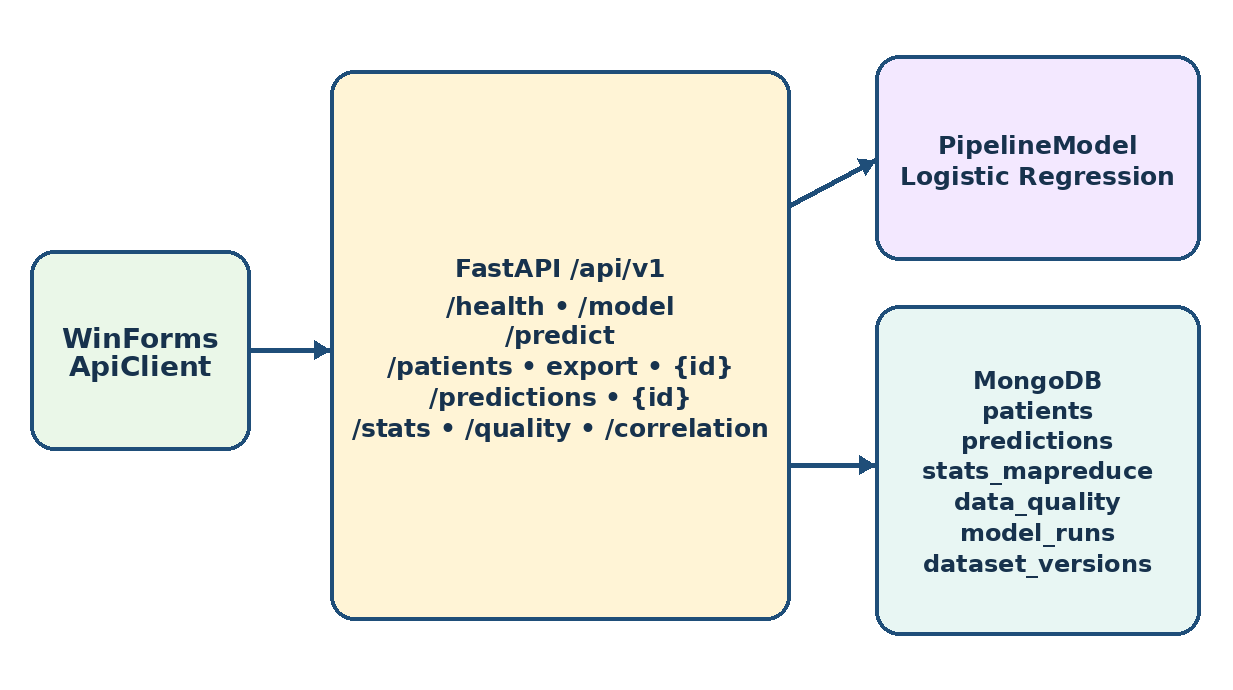 WinForms
ApiClient
FastAPI /api/v1
/health • /model
/predict
/patients • export • {id}
/predictions • {id}
/stats • /quality • /correlation
PipelineModel
Logistic Regression
MongoDB
patients
predictions
stats_mapreduce
data_quality
model_runs
dataset_versions